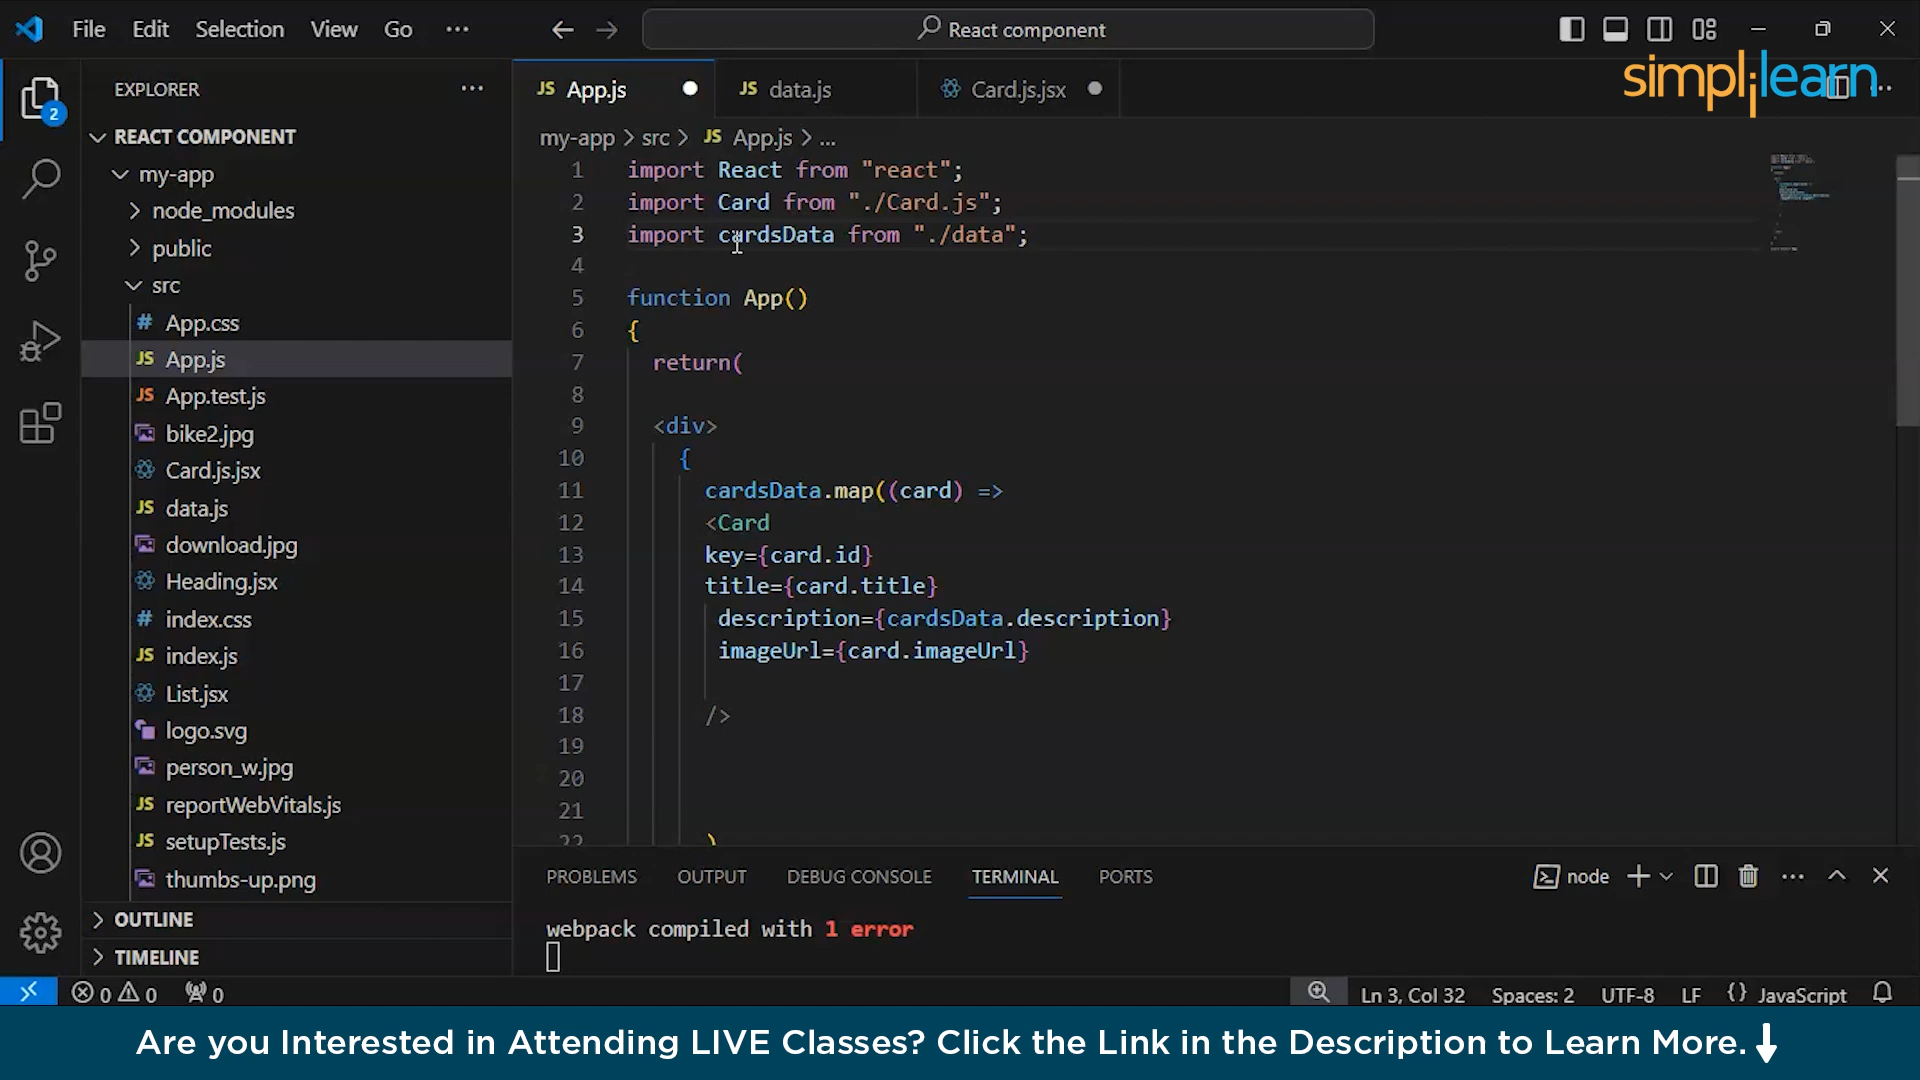 File Edit Selection View Go ...
React component
simplilearn
EXPLORER ...
App.js data.js Card.js.jsx
2
REACT COMPONENT
my-app
node_modules
public
src
# App.css
JS App.js
JS App.test.js
bike2.jpg
Card.js.jsx
JS data.js
download.jpg
Heading.jsx
# index.css
JS index.js
List.jsx
logo.svg
person_w.jpg
JS reportWebVitals.js
JS setupTests.js
thumbs-up.png
OUTLINE
TIMELINE
my-app > src > JS App.js > ...
1 import React from "react";
2 import Card from "./Card.js";
3 import cardsData from "./data";
4
5 function App()
6 {
7 return(
8
9 <div>
10 {
11 cardsData.map((card) =>
12 <Card
13 key={card.id}
14 title={card.title}
15 description={cardsData.description}
16 imageUrl={card.imageUrl}
17
18 />
19
20
21
22 )
PROBLEMS OUTPUT DEBUG CONSOLE TERMINAL PORTS
node
webpack compiled with 1 error
0 0 0
Ln 3, Col 32 Spaces: 2 UTF-8 LF {} JavaScript
Are you Interested in Attending LIVE Classes? Click the Link in the Description to Learn More.